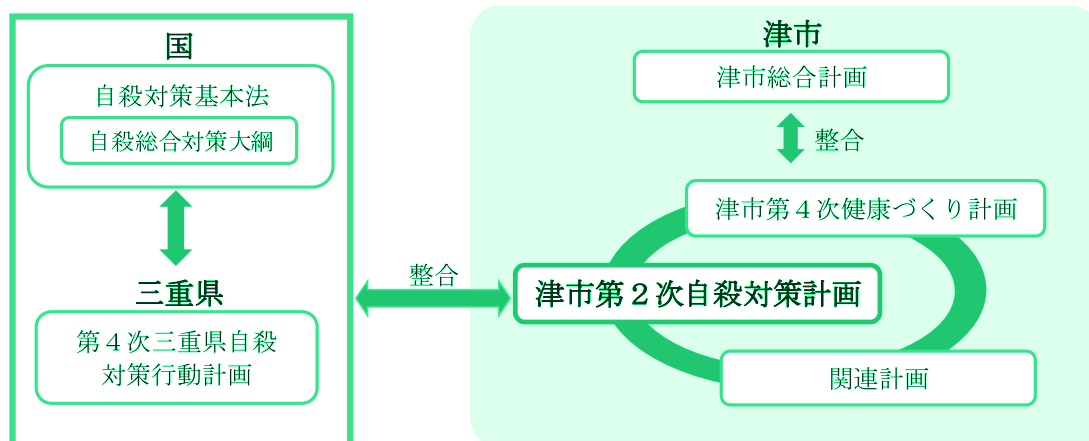 国
自殺対策基本法
自殺総合対策大綱
三重県
第４次三重県自殺
対策行動計画
整合
津市
津市総合計画
整合
津市第４次健康づくり計画
津市第２次自殺対策計画
関連計画